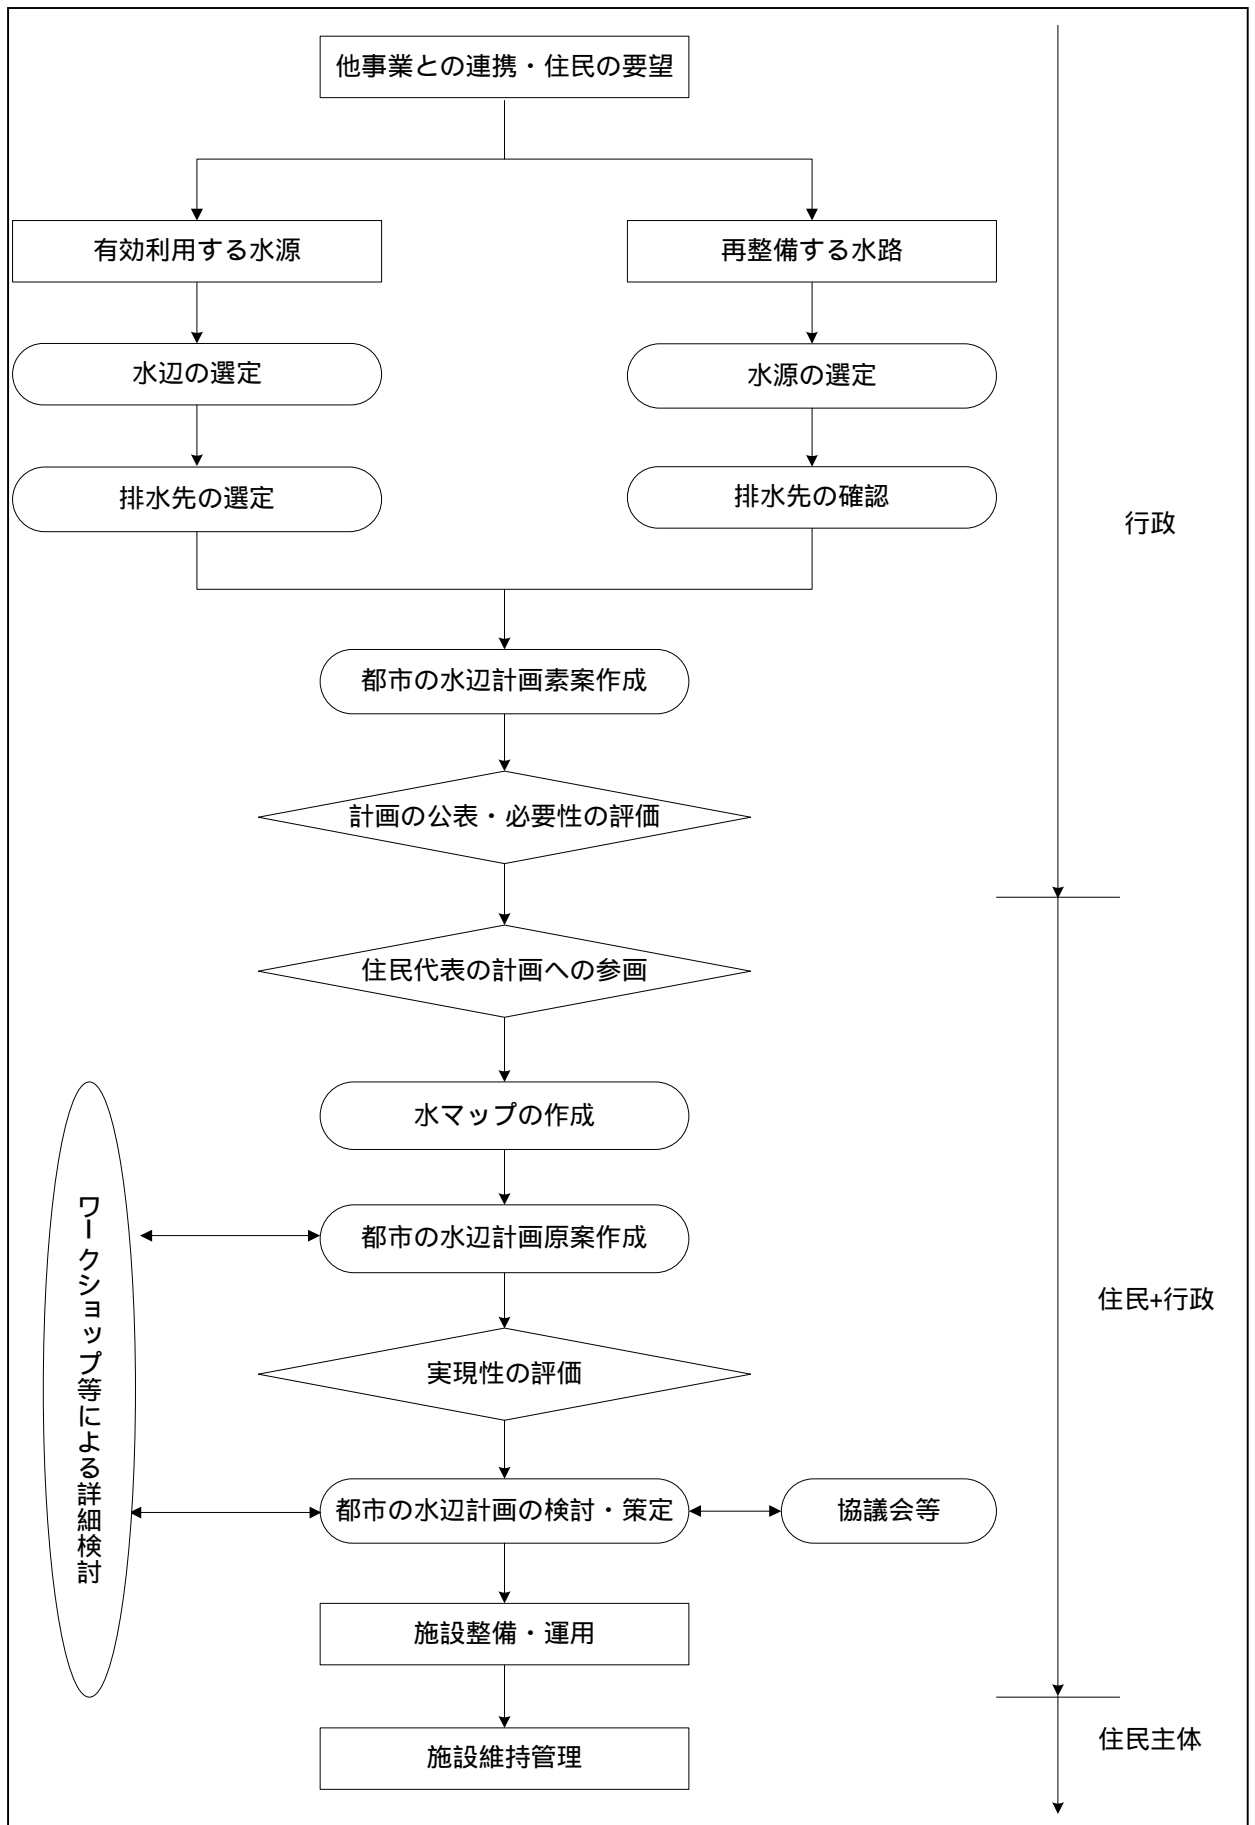 他事業との連携・住民の要望
有効利用する水源
再整備する水路
水辺の選定
水源の選定
排水先の選定
排水先の確認
行政
都市の水辺計画素案作成
計画の公表・必要性の評価
住民代表の計画への参画
水マップの作成
ワークショップ等による詳細検討
都市の水辺計画原案作成
住民+行政
実現性の評価
都市の水辺計画の検討・策定
協議会等
施設整備・運用
施設維持管理
住民主体